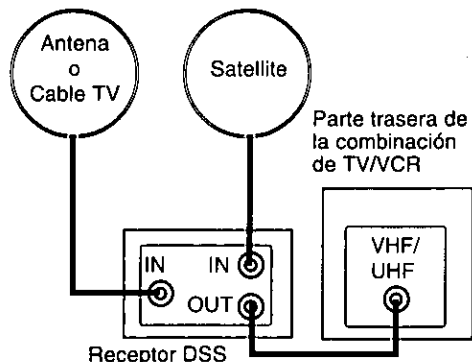 Antena
o
Cable TV
Satellite
Parte trasera de
la combinación
de TV/VCR
IN
IN
OUT
VHF/
UHF
Receptor DSS